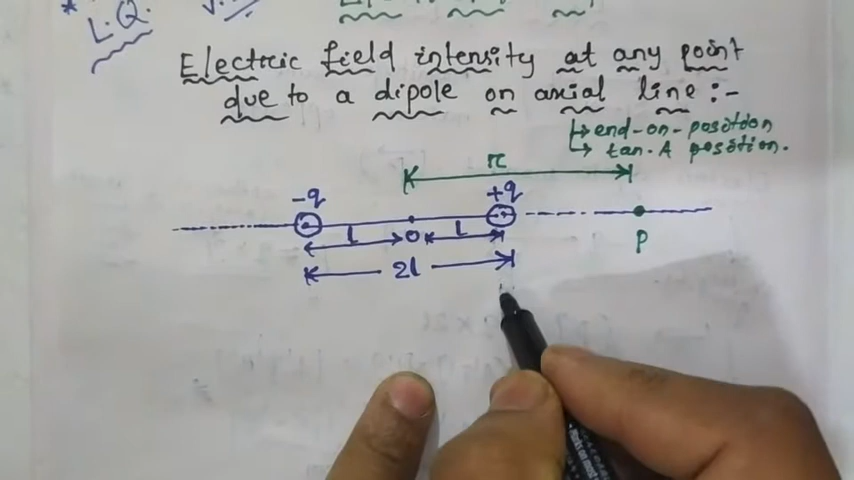 * L.Q.
Electric field intensity at any point
due to a dipole on axial line :-
→ end-on-position
→ tan. A position.
r
-q +q
l O l
P
2l